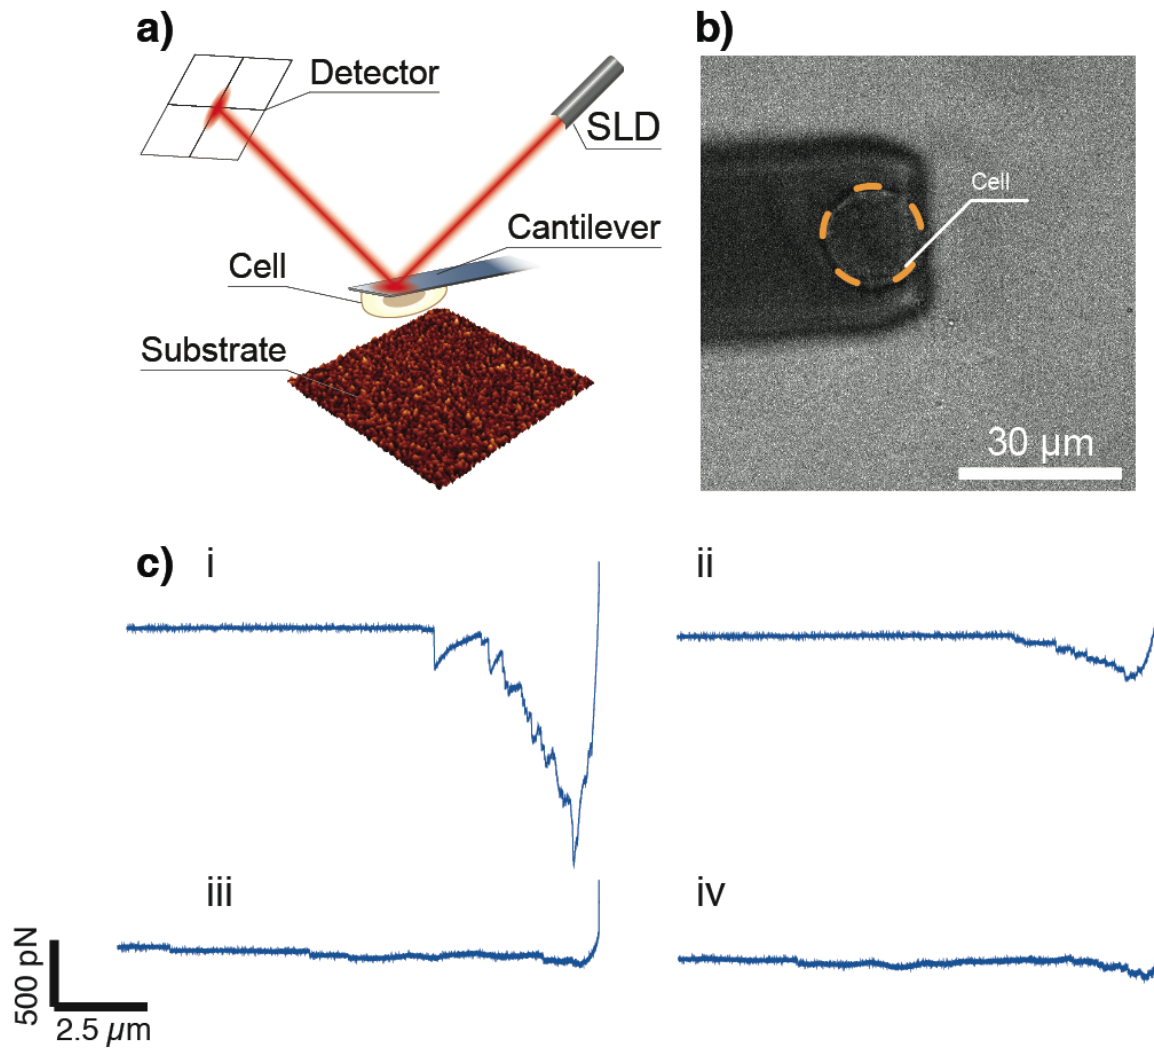 a)
Detector
SLD
Cantilever
Cell
Substrate
b)
Cell
30 µm
c)
i
ii
iii
iv
500 pN
2.5 µm